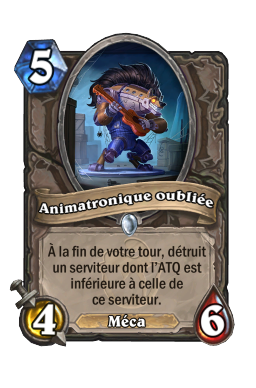 5
Animatronique oubliée
À la fin de votre tour, détruit
un serviteur dont l'ATQ est
inférieure à celle de
ce serviteur.
4
Méca
6